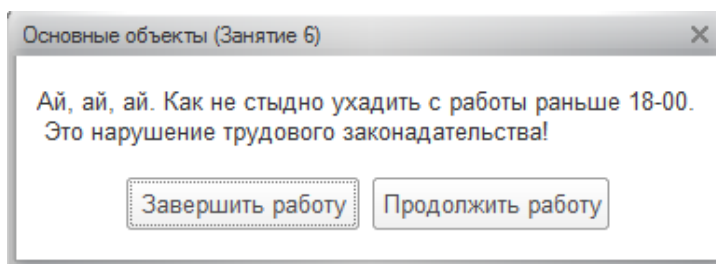 Основные объекты (Занятие 6)
Ай, ай, ай. Как не стыдно ухадить с работы раньше 18-00.
Это нарушение трудового законадательства!
Завершить работу Продолжить работу